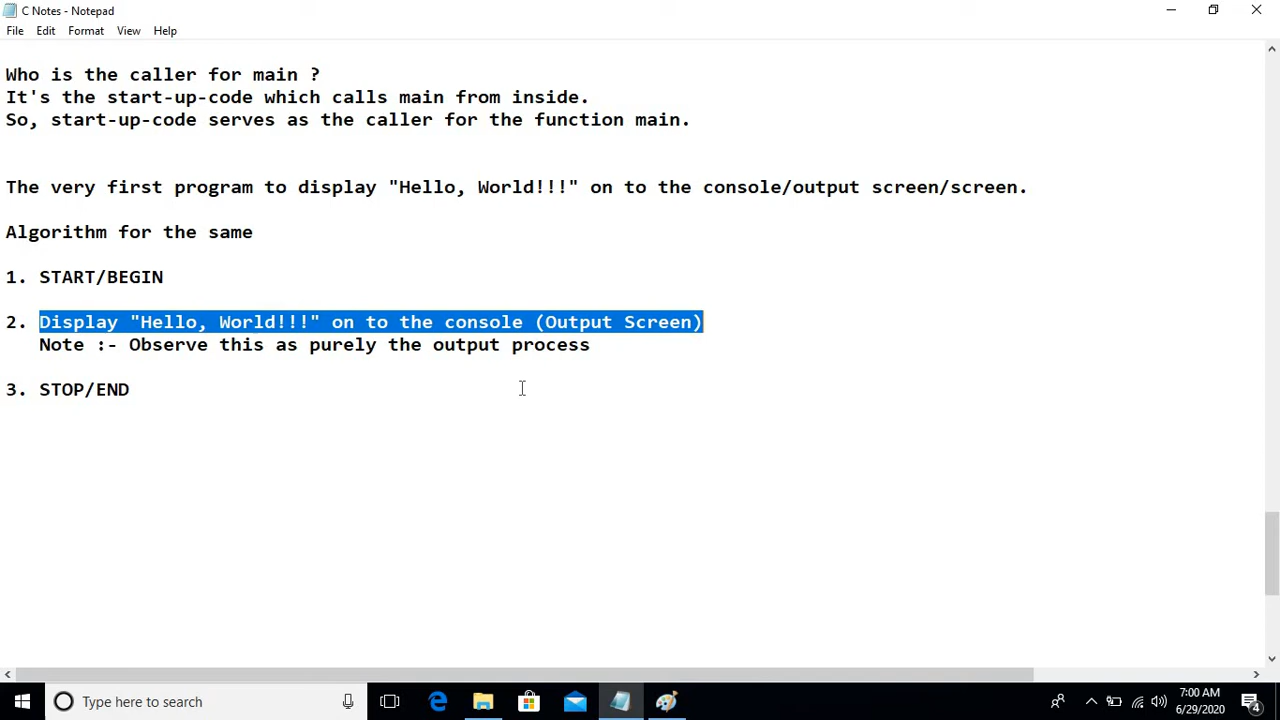 C Notes - Notepad
File Edit Format View Help
Who is the caller for main ?
It's the start-up-code which calls main from inside.
So, start-up-code serves as the caller for the function main.
The very first program to display "Hello, World!!!" on to the console/output screen/screen.
Algorithm for the same
1. START/BEGIN
2. Display "Hello, World!!!" on to the console (Output Screen)
Note :- Observe this as purely the output process
3. STOP/END
Type here to search
7:00 AM
6/29/2020
4